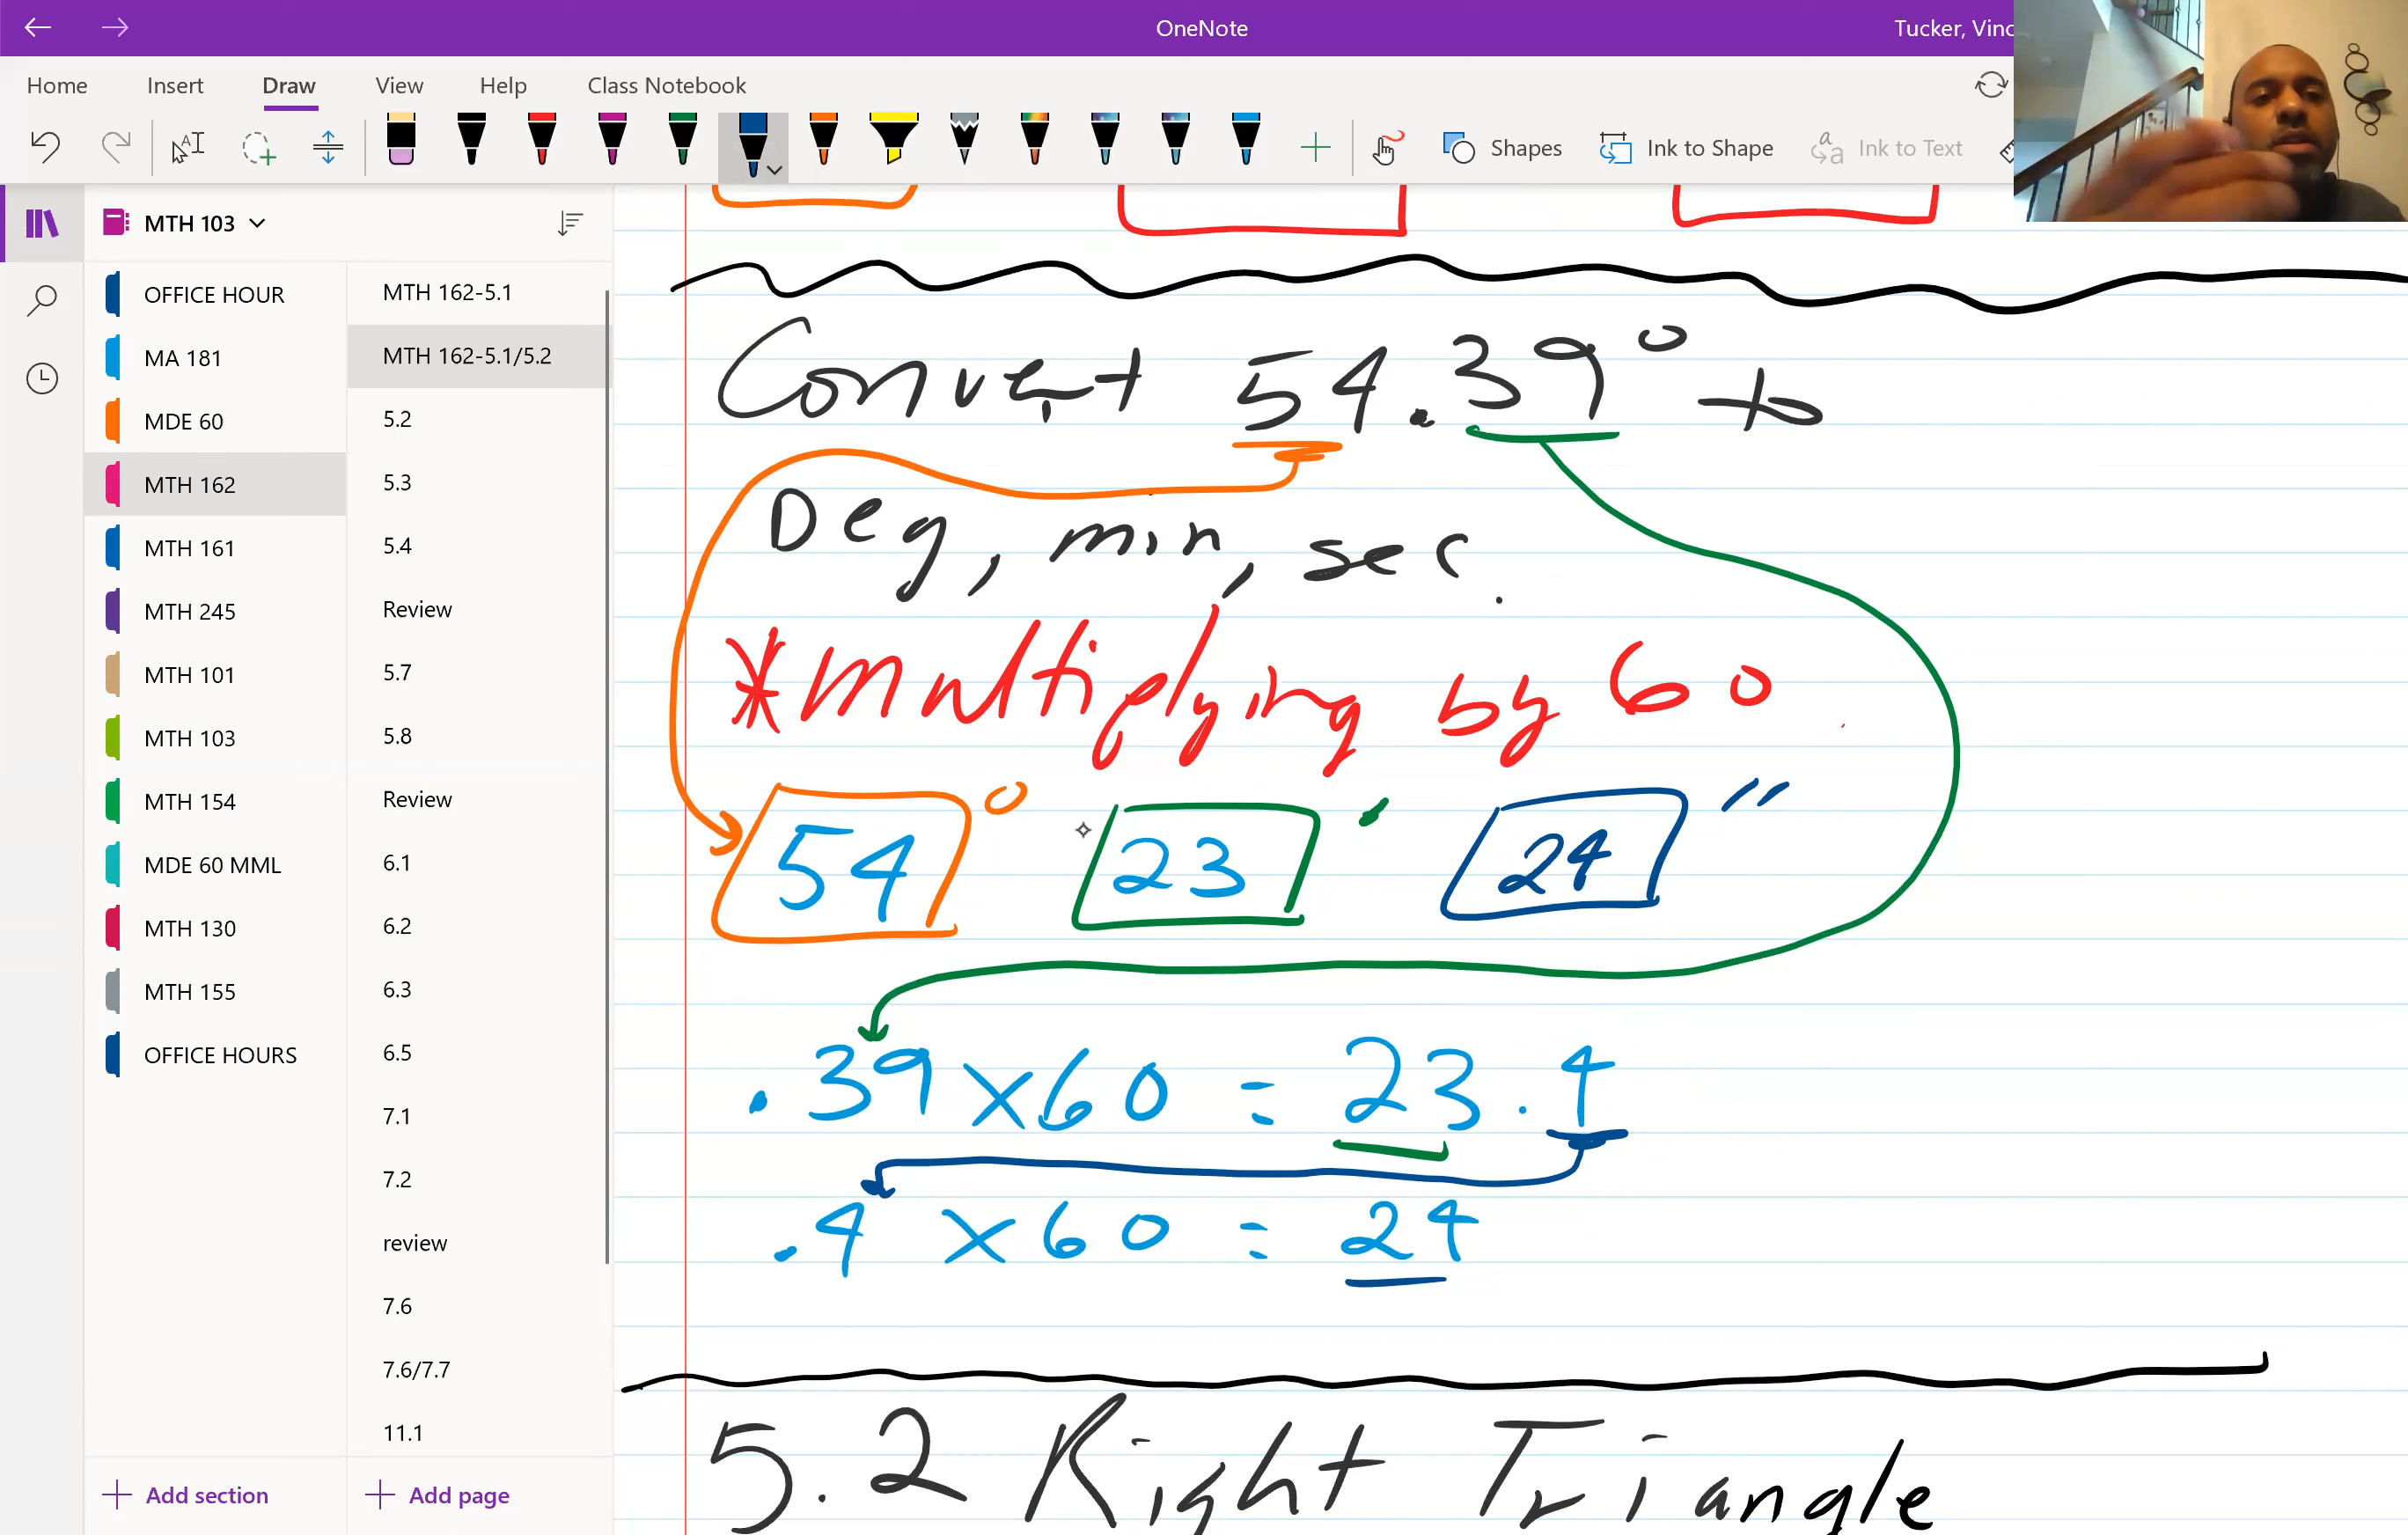 OneNote
Tucker, Vinc
Home Insert Draw View Help Class Notebook
Shapes Ink to Shape Ink to Text
MTH 103
OFFICE HOUR
MA 181
MDE 60
MTH 162
MTH 161
MTH 245
MTH 101
MTH 103
MTH 154
MDE 60 MML
MTH 130
MTH 155
OFFICE HOURS
Add section
MTH 162-5.1
MTH 162-5.1/5.2
5.2
5.3
5.4
Review
5.7
5.8
Review
6.1
6.2
6.3
6.5
7.1
7.2
review
7.6
7.6/7.7
11.1
Add page
Convert 54.39° to
Deg, min, sec.
*multiplying by 60
54° 23' 24"
.39 x 60 = 23.4
.4 x 60 = 24
5.2 Right Triangle